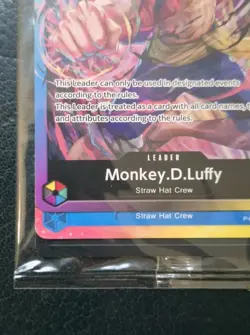 This Leader can only be used in designated events
according to the rules.
This Leader is treated as a card with all card names,
and attributes according to the rules.
LEADER
Monkey.D.Luffy
Straw Hat Crew
Straw Hat Crew